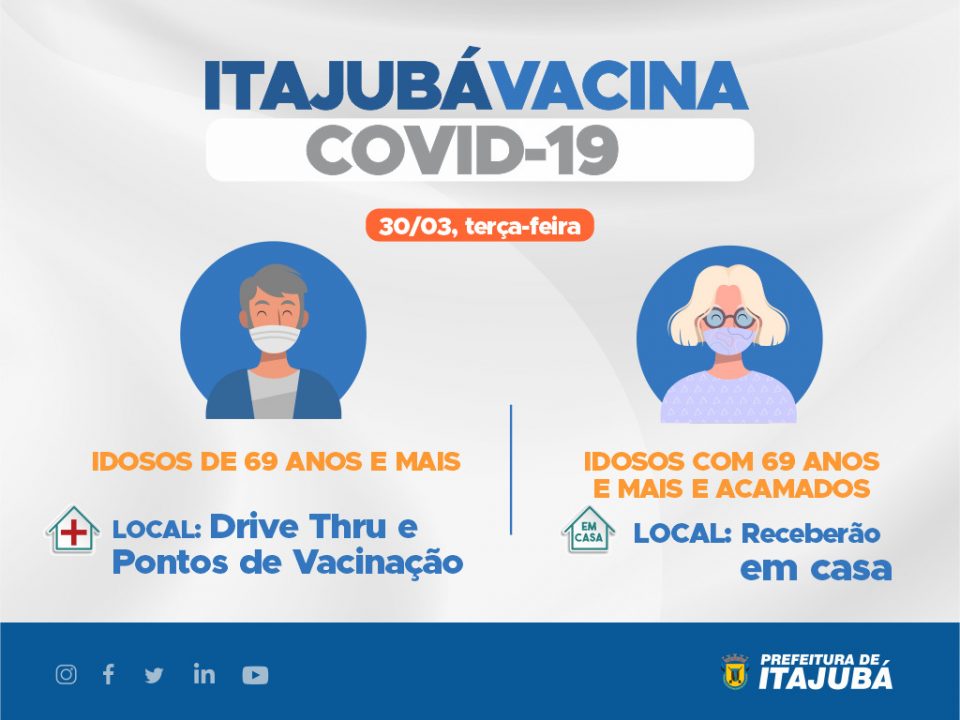 ITAJUBÁVACINA
COVID-19
30/03, terça-feira
IDOSOS DE 69 ANOS E MAIS
LOCAL: Drive Thru e
Pontos de Vacinação
IDOSOS COM 69 ANOS
E MAIS E ACAMADOS
EM
CASA
LOCAL: Receberão
em casa
PREFEITURA DE
ITAJUBÁ